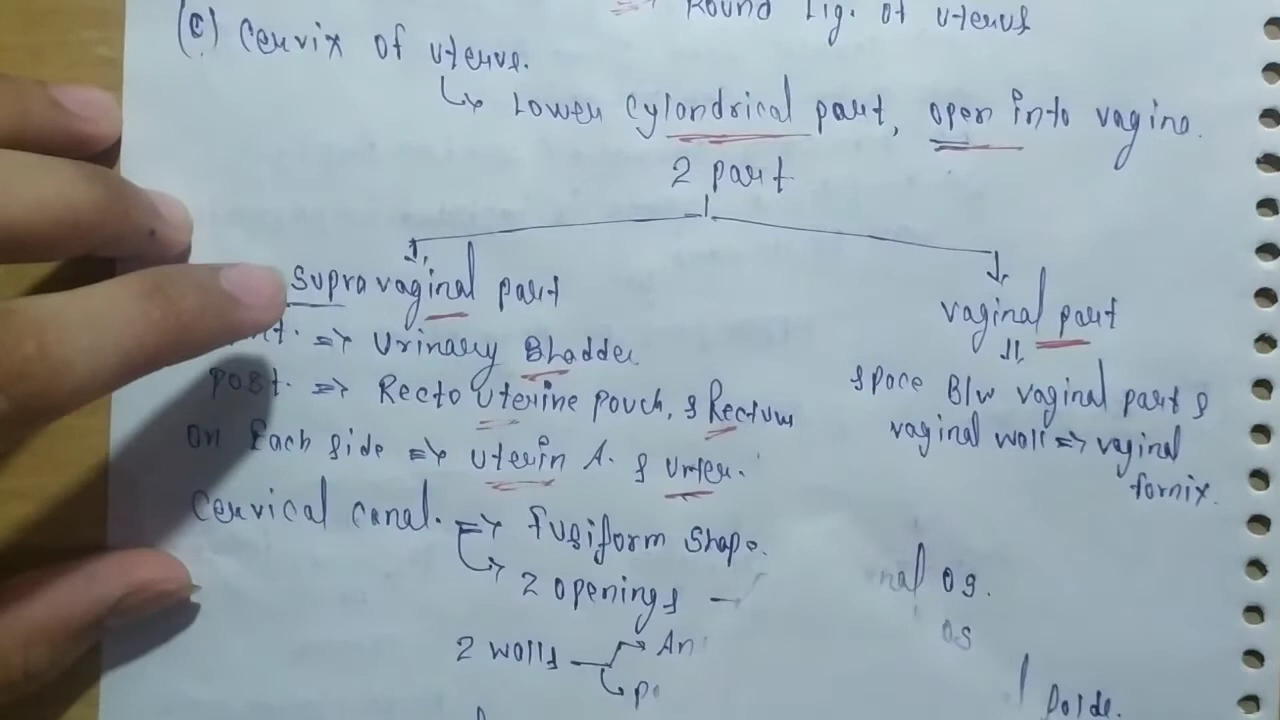 Round Lig. of uterus
(C) Cervix of uterus.
↳ Lower Cylondrical part, open into vagina.
2 part
Supravaginal part
vaginal part
⇒ Urinary Bladder
post. ⇒ Recto Uterine pouch, & Rectum
space B/w vaginal part &
vaginal wall ⇒ vaginal
fornix.
on Each side ⇒ uterin A. & Urter.
Cervical canal. ⇒ fusiform shape.
↳ 2 openings
os.
os
2 walls An
folds.